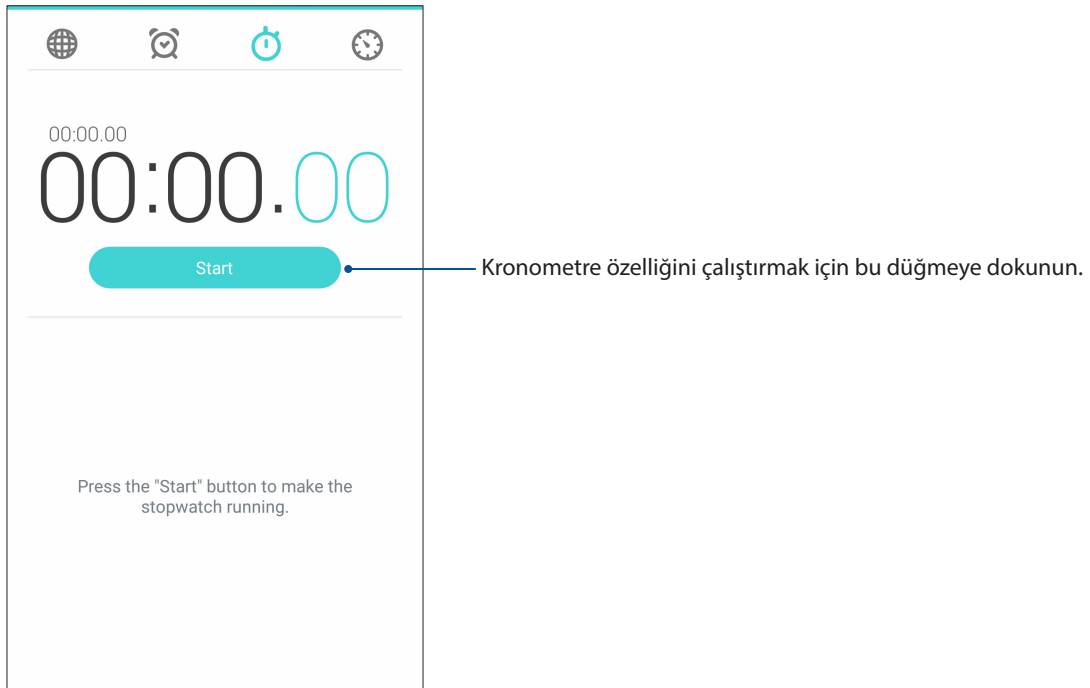 00:00.00
00:00.00
Start
Kronometre özelliğini çalıştırmak için bu düğmeye dokunun.
Press the "Start" button to make the
stopwatch running.